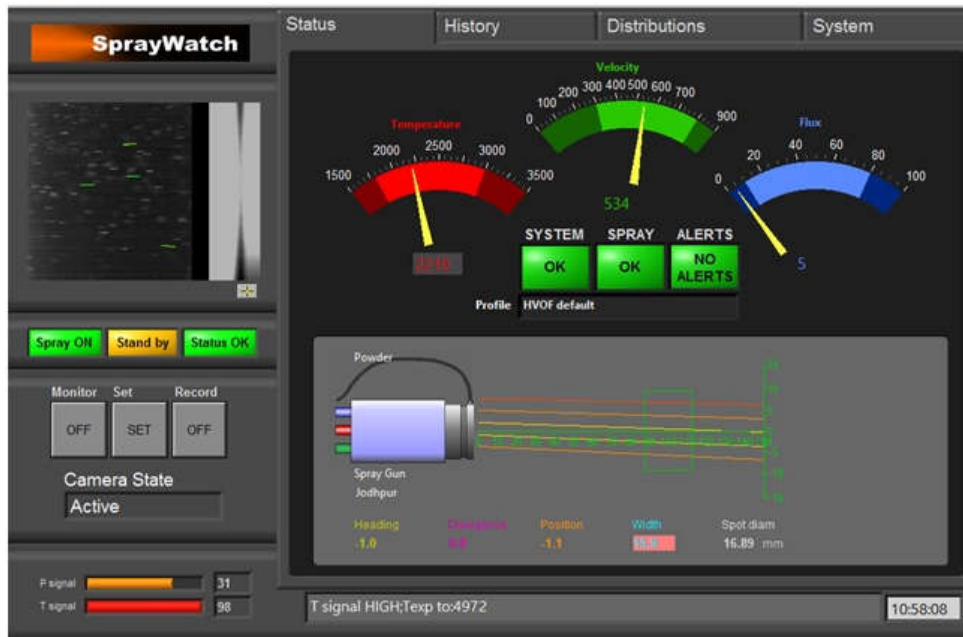 SprayWatch
Status
History
Distributions
System
Velocity
0 100 200 300 400 500 600 700 900
Temperature
1500 2000 2500 3000 3500
Flux
0 20 40 60 80 100
534
5
SYSTEM SPRAY ALERTS
OK
OK
NO
ALERTS
Profile HVOF default
Spray ON
Stand by
Status OK
Monitor Set Record
OFF
SET
OFF
Camera State
Active
P signal 31
T signal 98
Powder
Spray Gun
Jodhpur
Heading
Position
Width
Spot diam
-1.0
-1.1
16.89 mm
T signal HIGH;Texp to:4972
10:58:08